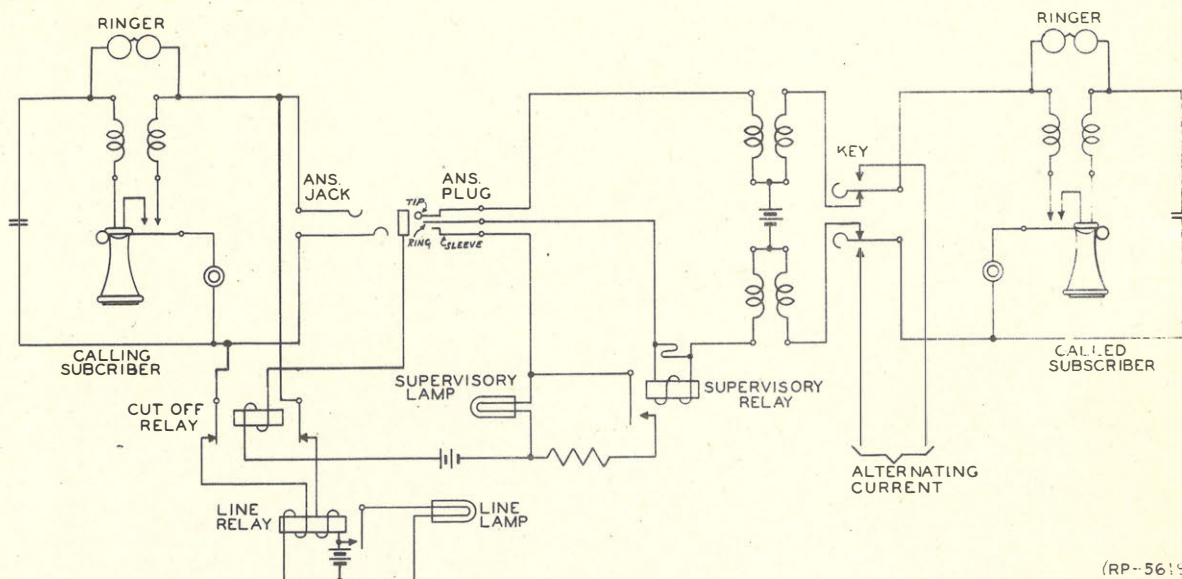 RINGER
RINGER
KEY
ANS.
JACK
ANS.
PLUG
TIP
RING
SLEEVE
CALLING
SUBCRIBER
CALLED
SUBSCRIBER
SUPERVISORY
LAMP
SUPERVISORY
RELAY
CUT OFF
RELAY
ALTERNATING
CURRENT
LINE
RELAY
LINE
LAMP